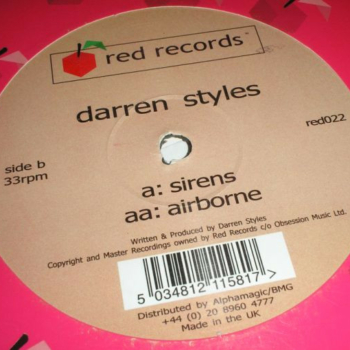 red records
darren styles
side b
33rpm
red022
a: sirens
aa: airborne
Written & Produced by Darren Styles
Copyright and Master Recordings owned by Red Records c/o Obsession Music Ltd.
5 034812 115817 >
Distributed by Alphamagic/BMG
+44 (0) 20 8960 4777
Made in the UK